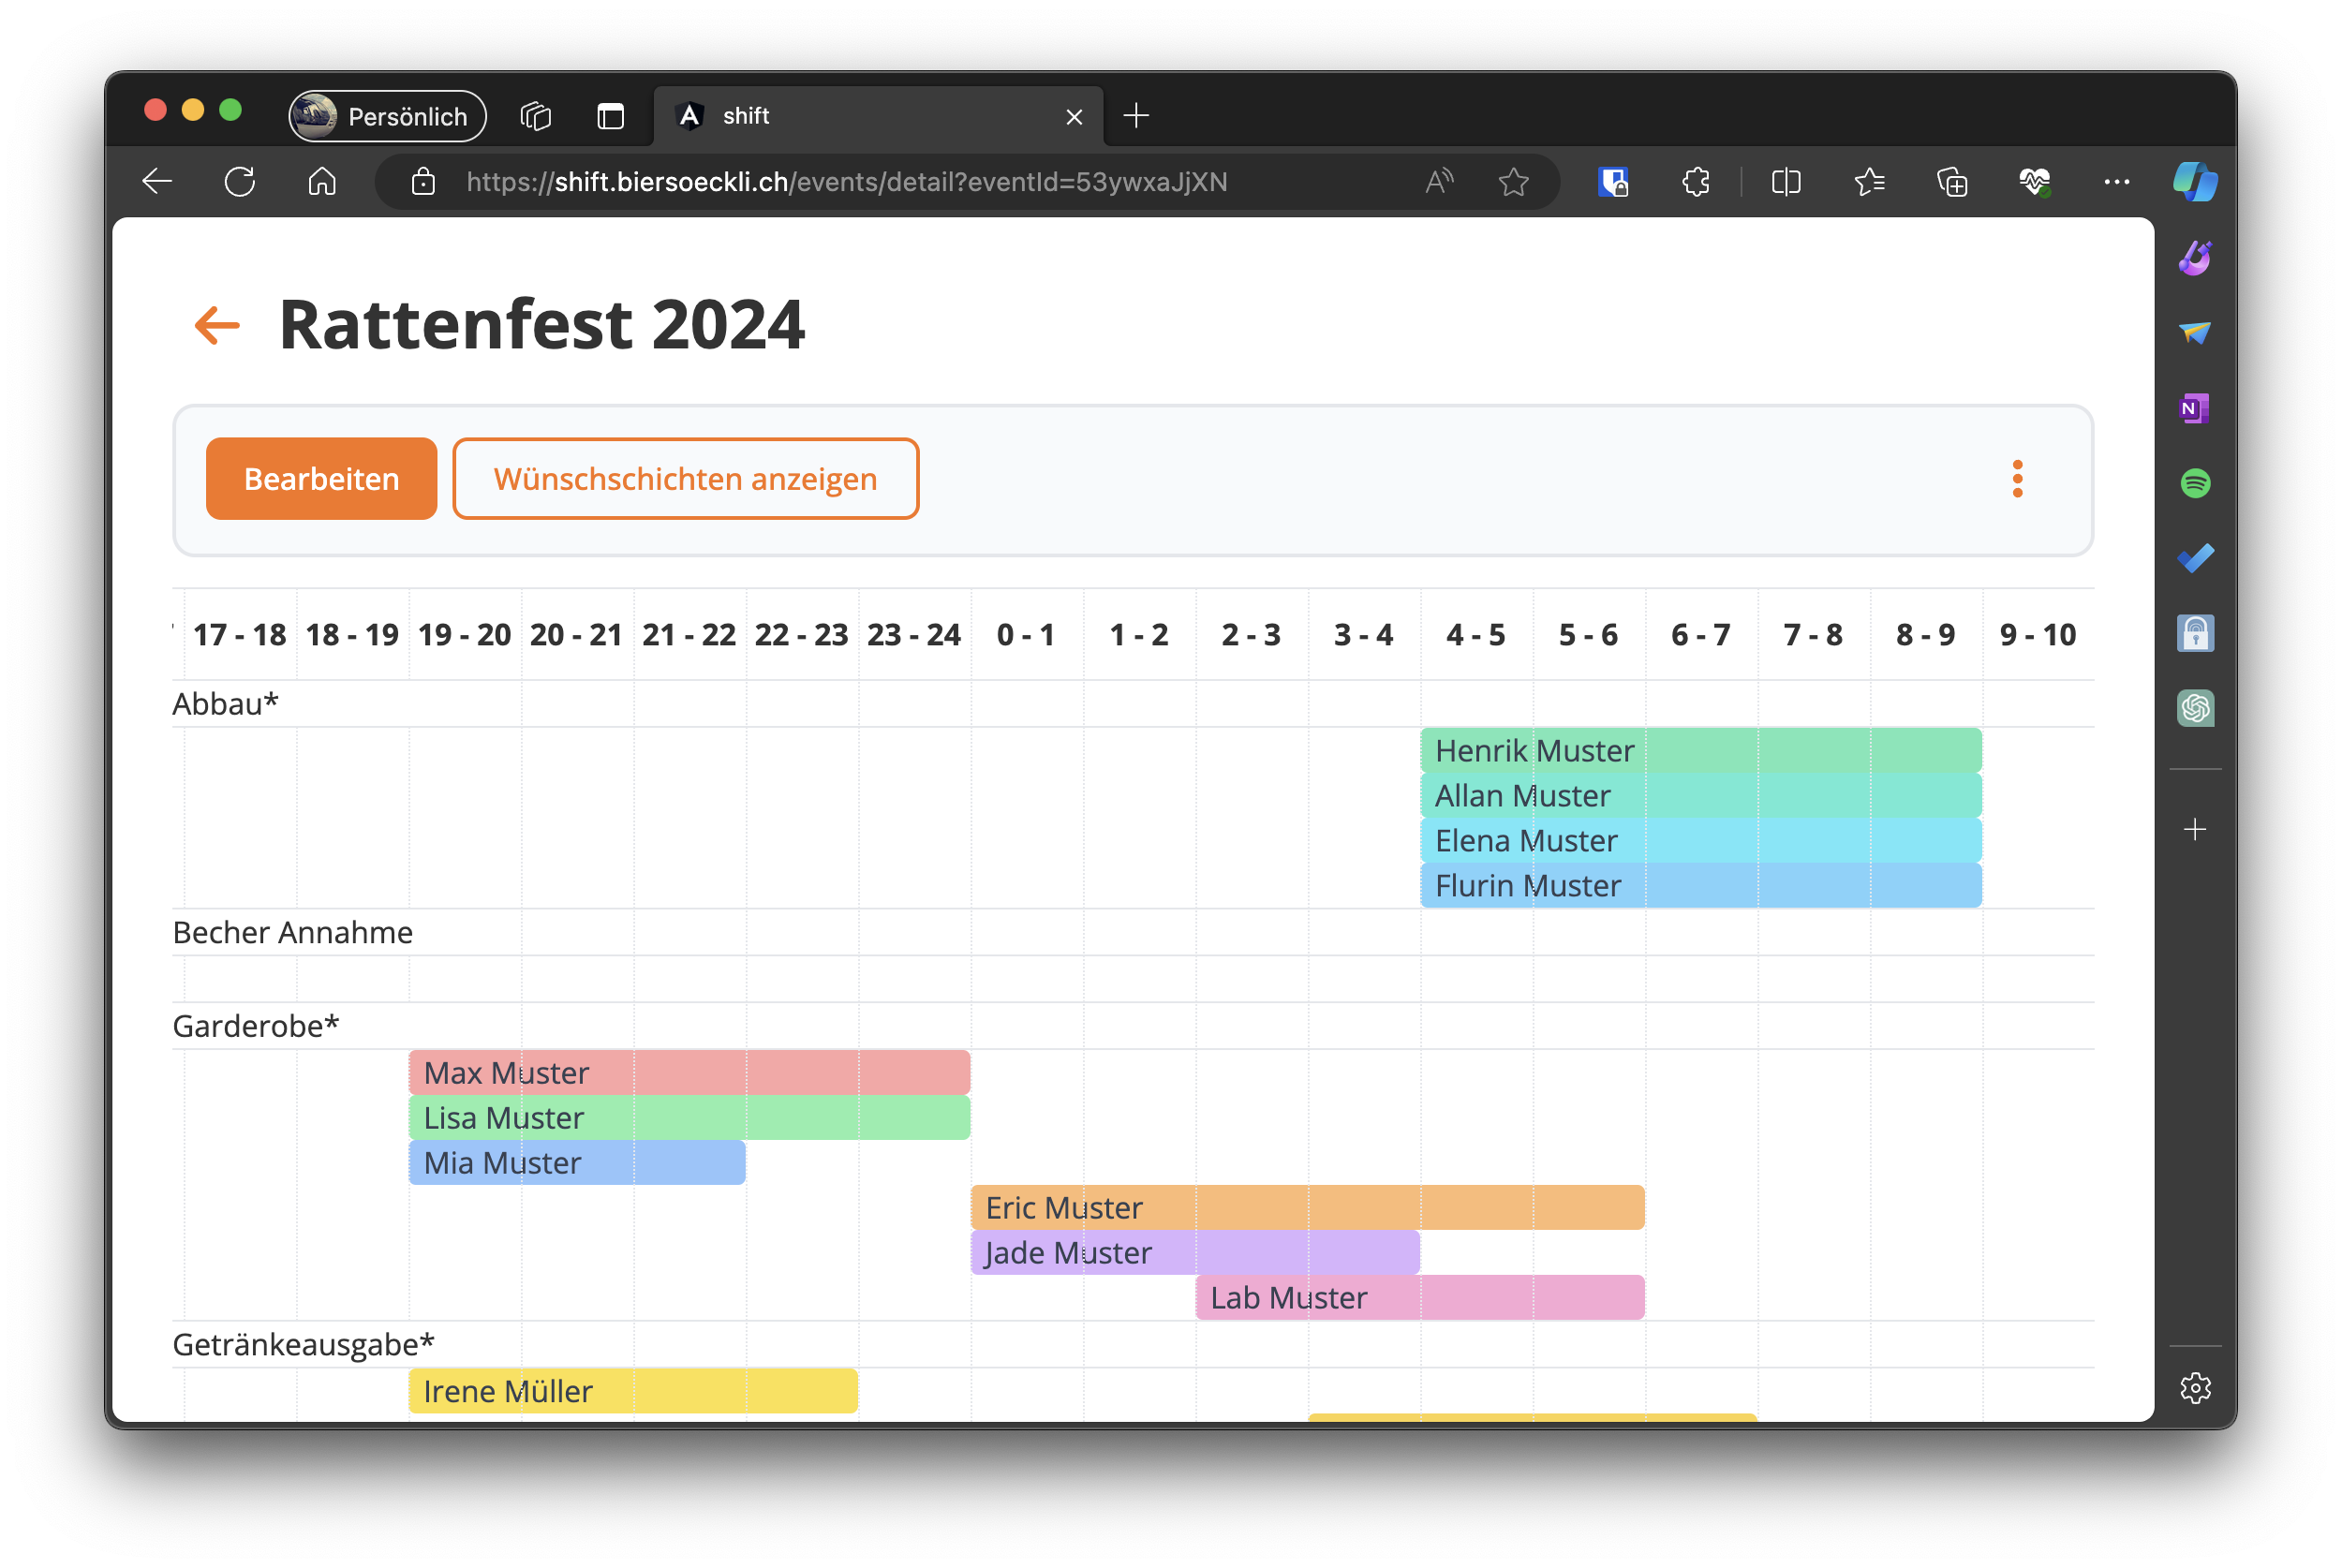 Persönlich
shift
https://shift.biersoeckli.ch/events/detail?eventId=53ywxaJjXN
Rattenfest 2024
Bearbeiten
Wünschschichten anzeigen
17 - 18 18 - 19 19 - 20 20 - 21 21 - 22 22 - 23 23 - 24 0 - 1 1 - 2 2 - 3 3 - 4 4 - 5 5 - 6 6 - 7 7 - 8 8 - 9 9 - 10
Abbau*
Henrik Muster
Allan Muster
Elena Muster
Flurin Muster
Becher Annahme
Garderobe*
Max Muster
Lisa Muster
Mia Muster
Eric Muster
Jade Muster
Lab Muster
Getränkeausgabe*
Irene Müller